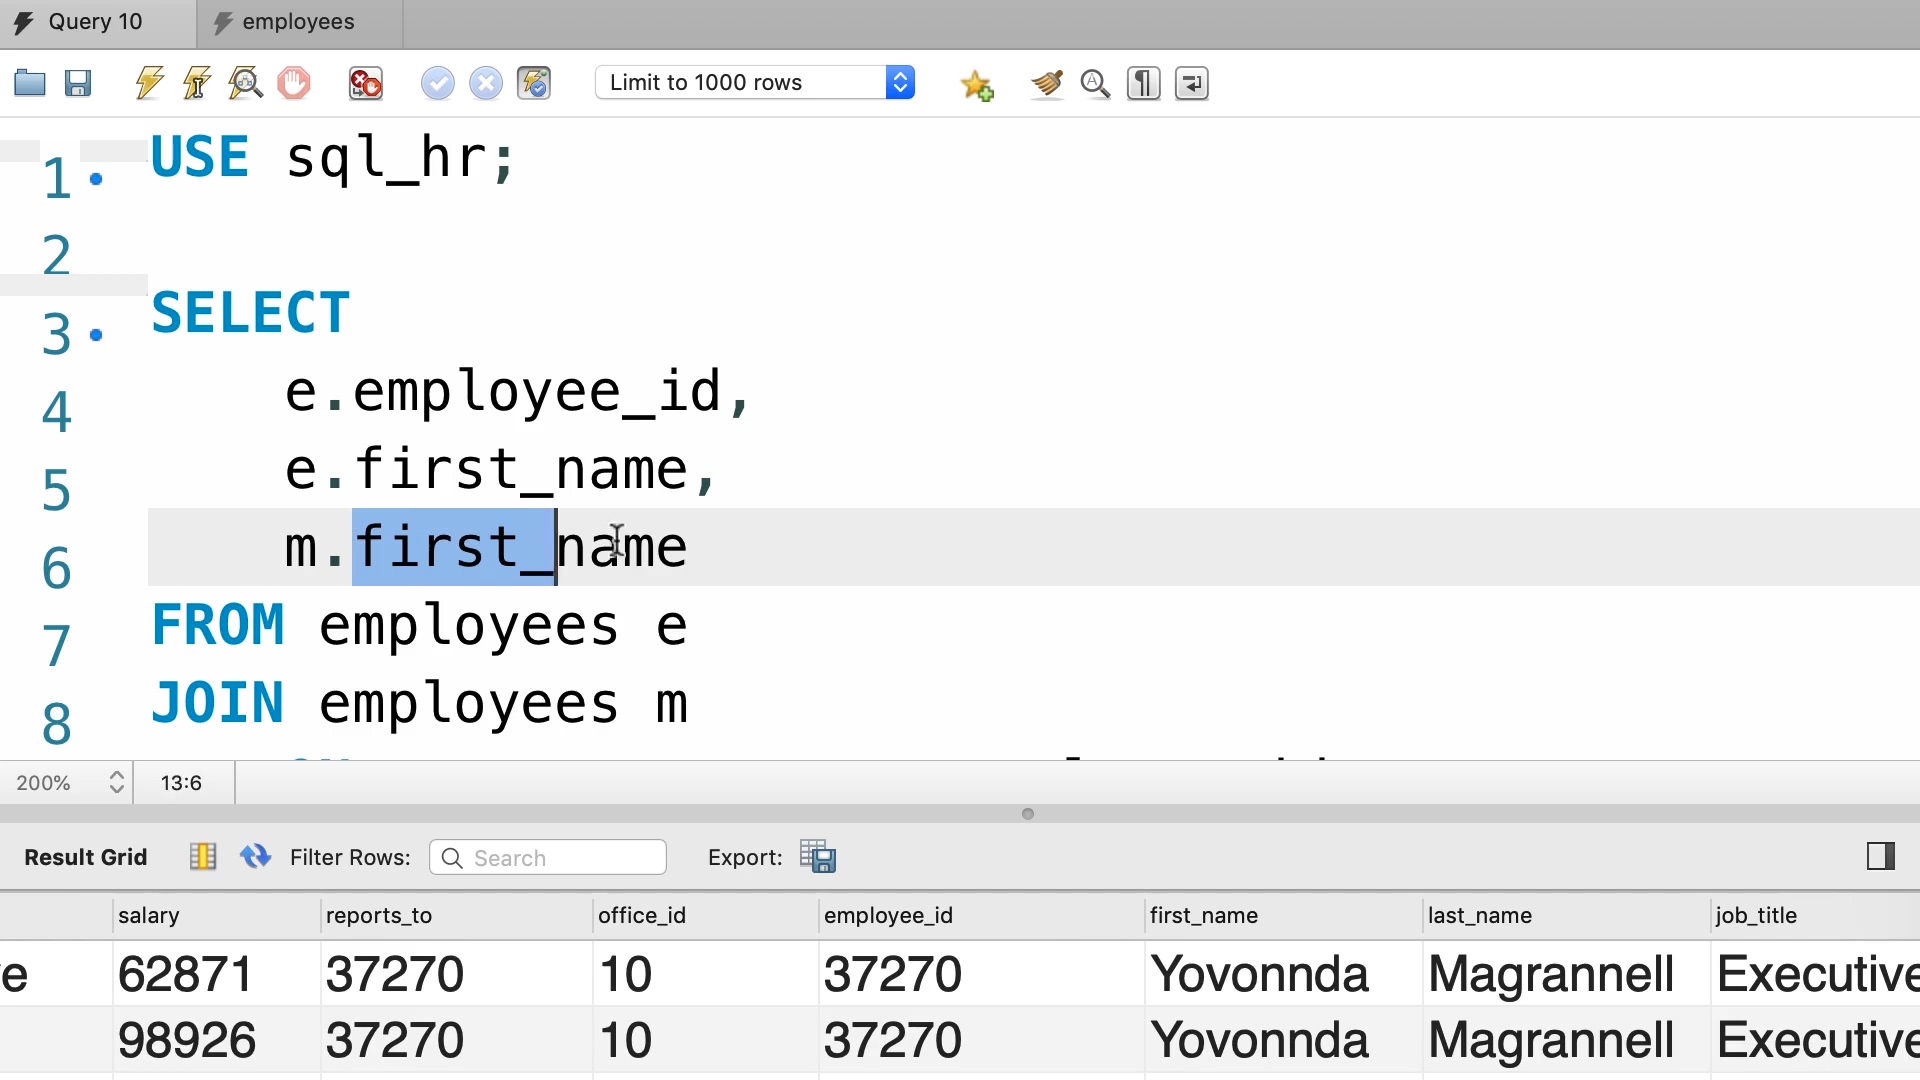 Query 10 employees
Limit to 1000 rows
1 USE sql_hr;
2
3 SELECT
4 e.employee_id,
5 e.first_name,
6 m.first_name
7 FROM employees e
8 JOIN employees m
200% 13:6
Result Grid Filter Rows: Search Export:
salary reports_to office_id employee_id first_name last_name job_title
e 62871 37270 10 37270 Yovonnda Magrannell Executive
98926 37270 10 37270 Yovonnda Magrannell Executive